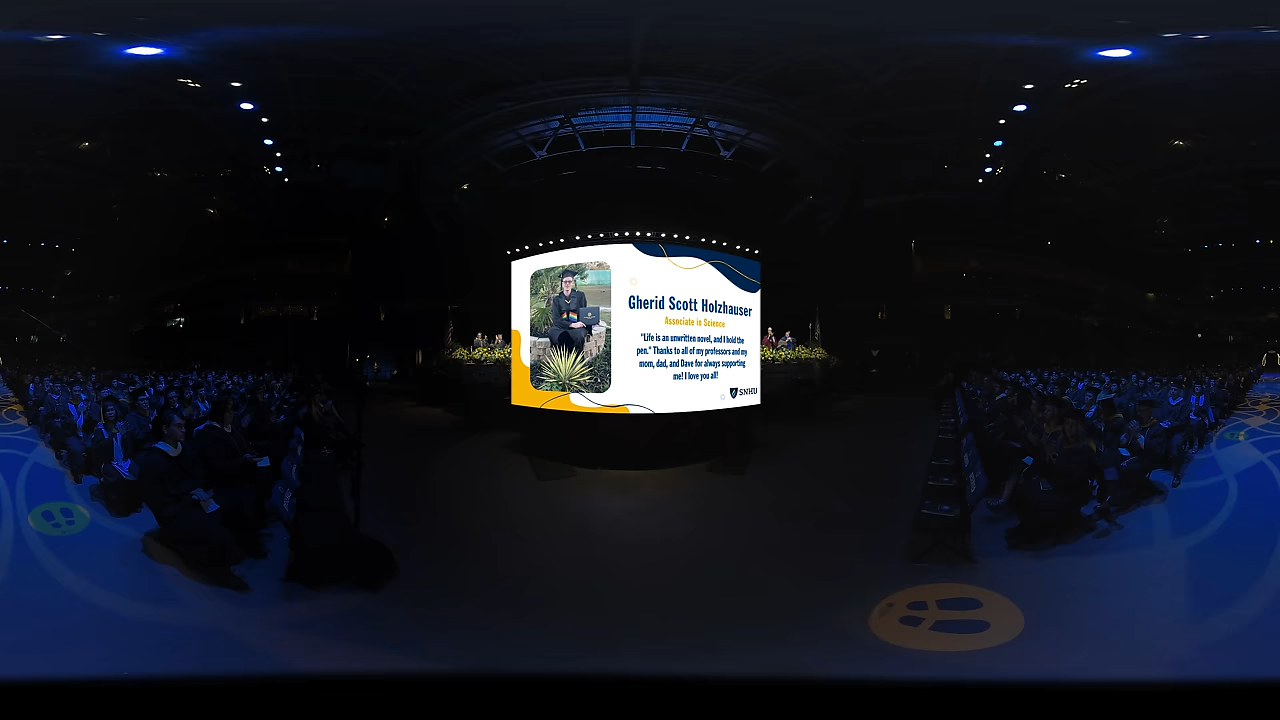 Gherid Scott Holzhauser
Associate in Science
"Life is an unwritten novel, and I hold the
pen." Thanks to all of my professors and my
mom, dad, and Dave for always supporting
me! I love you all!
SNHU